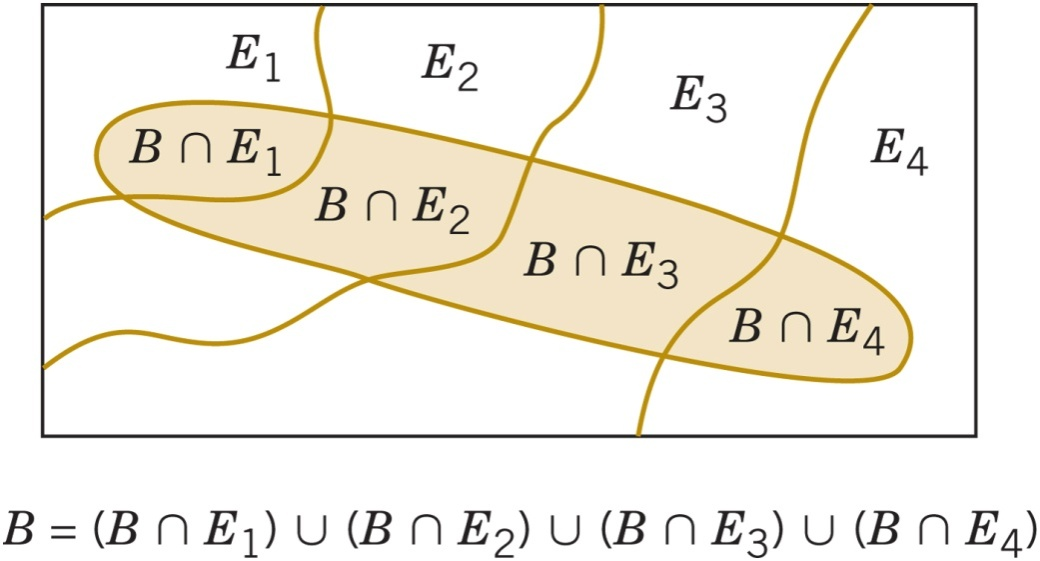 E₁
E₂
E₃
E₄
B ∩ E₁
B ∩ E₂
B ∩ E₃
B ∩ E₄
B = (B ∩ E₁) ∪ (B ∩ E₂) ∪ (B ∩ E₃) ∪ (B ∩ E₄)